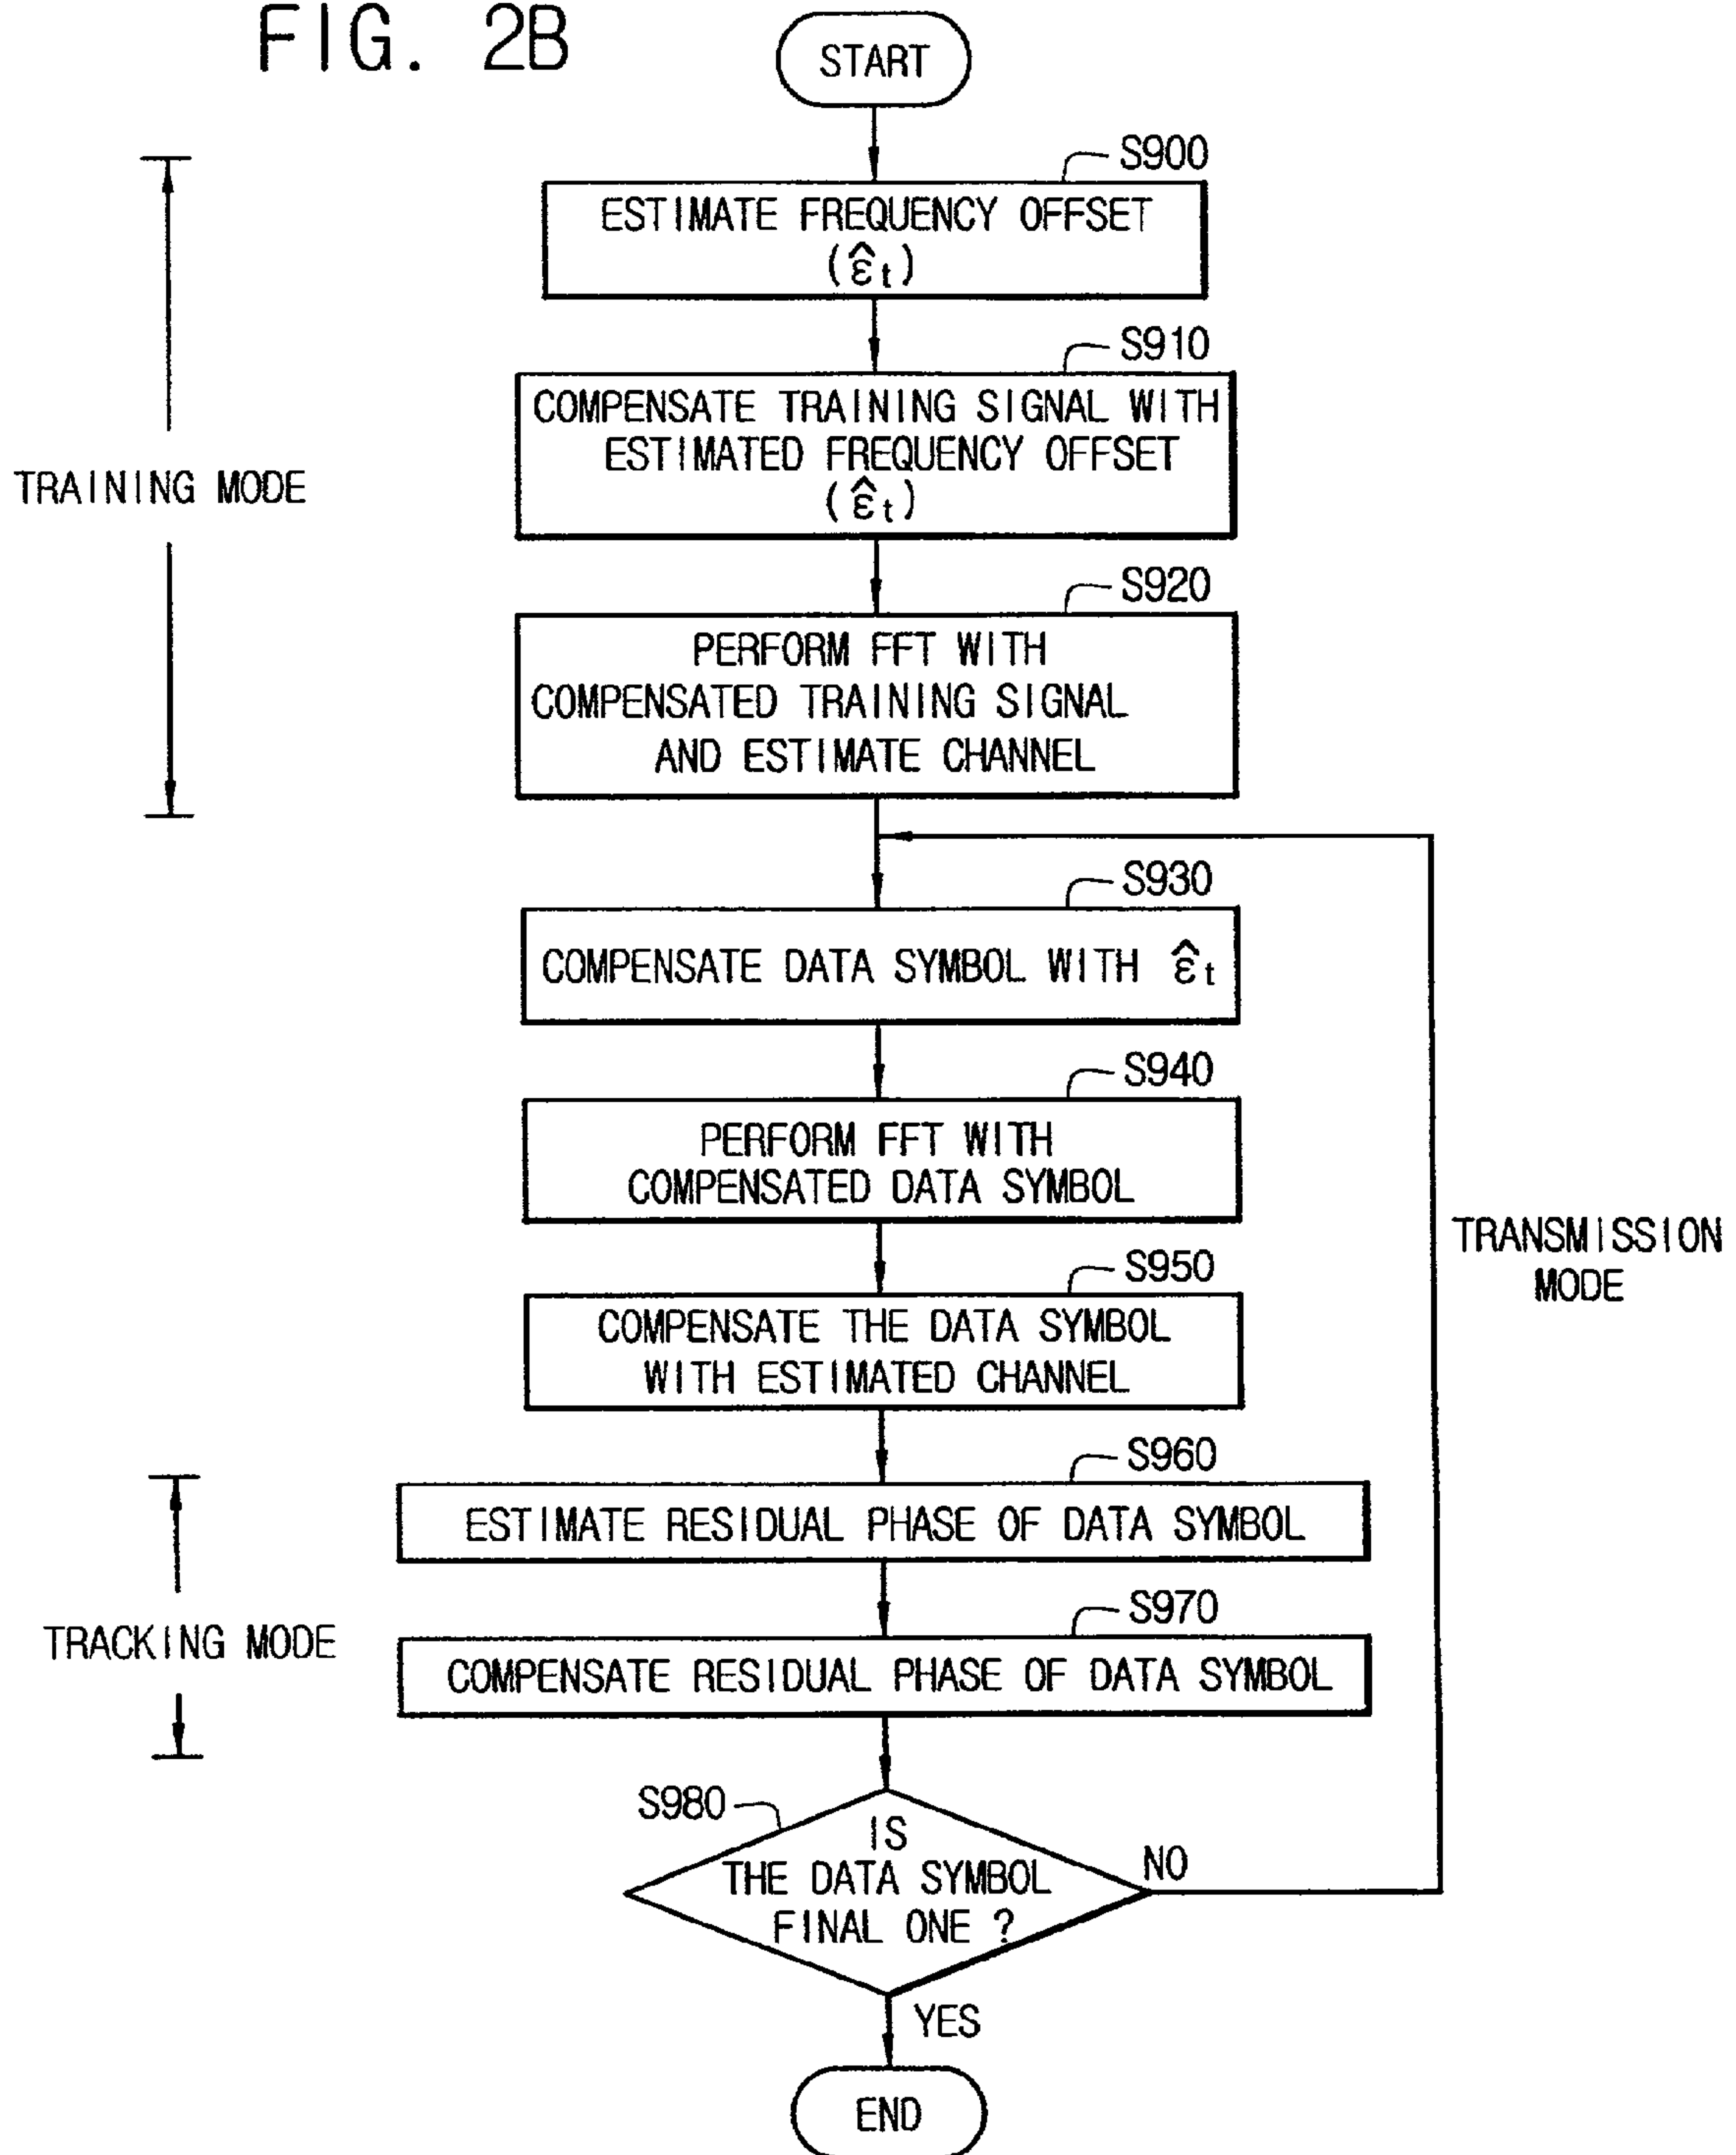 FIG. 2B
START
S900
ESTIMATE FREQUENCY OFFSET
(ε̂t)
S910
COMPENSATE TRAINING SIGNAL WITH
ESTIMATED FREQUENCY OFFSET
(ε̂t)
TRAINING MODE
S920
PERFORM FFT WITH
COMPENSATED TRAINING SIGNAL
AND ESTIMATE CHANNEL
S930
COMPENSATE DATA SYMBOL WITH ε̂t
S940
PERFORM FFT WITH
COMPENSATED DATA SYMBOL
TRANSMISSION
MODE
S950
COMPENSATE THE DATA SYMBOL
WITH ESTIMATED CHANNEL
S960
ESTIMATE RESIDUAL PHASE OF DATA SYMBOL
TRACKING MODE
S970
COMPENSATE RESIDUAL PHASE OF DATA SYMBOL
S980
IS
THE DATA SYMBOL
FINAL ONE ?
NO
YES
END